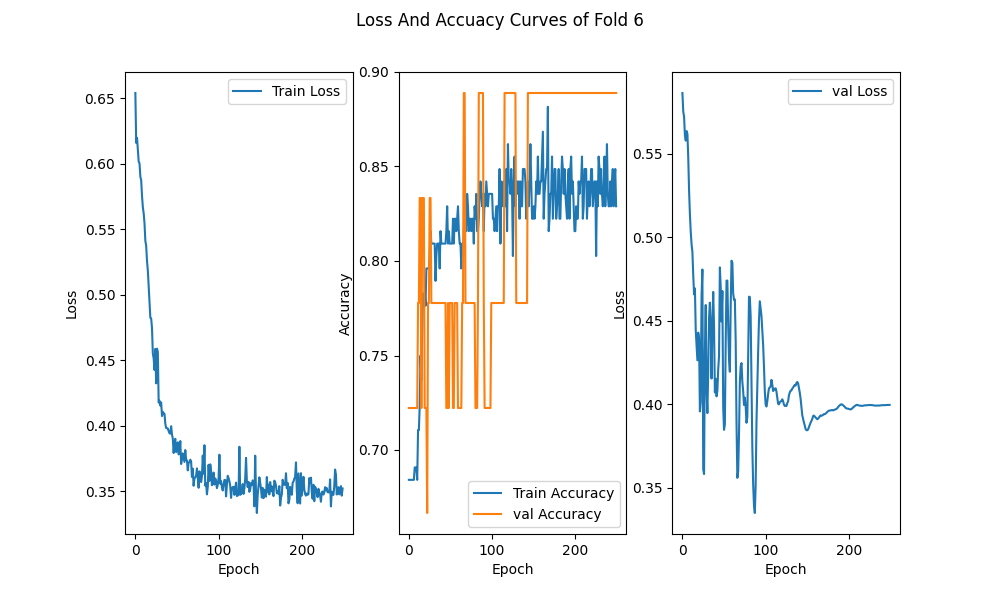 Loss And Accuacy Curves of Fold 6
Train Loss
0.65
0.60
0.55
0.50
0.45
0.40
0.35
Loss
0
100
200
Epoch
0.90
0.85
0.80
0.75
0.70
Accuracy
Train Accuracy
val Accuracy
0
100
200
Epoch
val Loss
0.55
0.50
0.45
0.40
0.35
Loss
0
100
200
Epoch